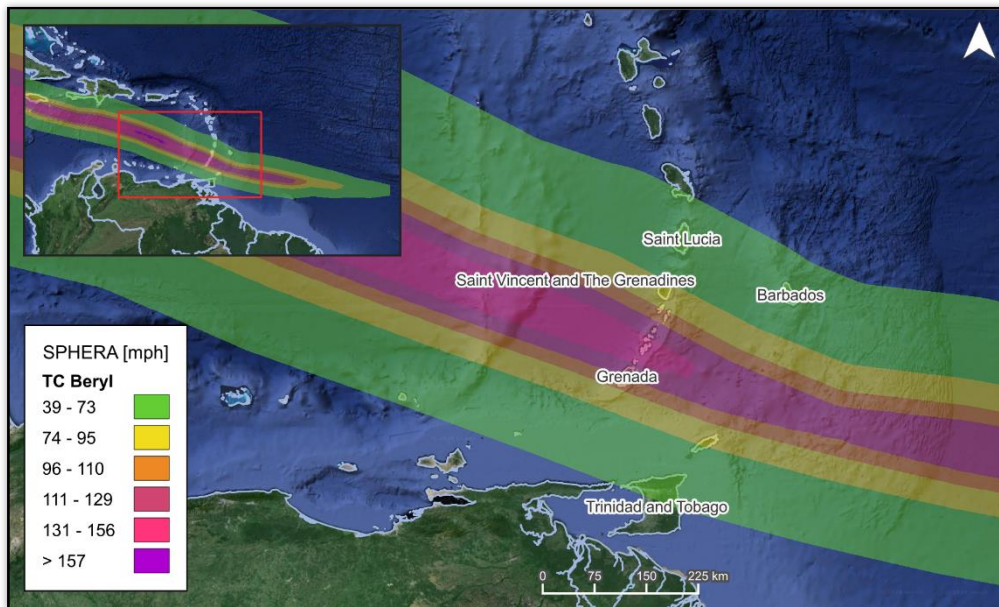 Saint Lucia
Saint Vincent and The Grenadines
Barbados
Grenada
Trinidad and Tobago
SPHERA [mph]
TC Beryl
39 - 73
74 - 95
96 - 110
111 - 129
131 - 156
> 157
0 75 150 225 km